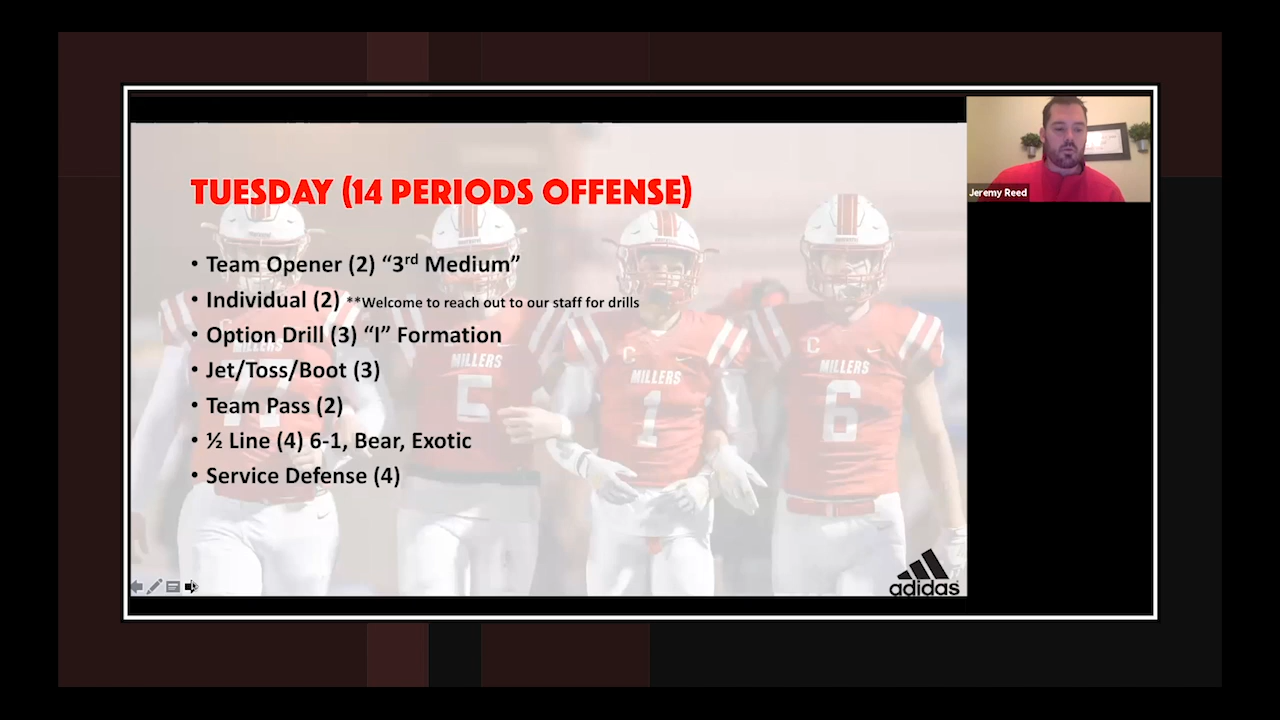 TUESDAY (14 PERIODS OFFENSE)
• Team Opener (2) “3rd Medium”
• Individual (2) **Welcome to reach out to our staff for drills
• Option Drill (3) “I” Formation
• Jet/Toss/Boot (3)
• Team Pass (2)
• ½ Line (4) 6-1, Bear, Exotic
• Service Defense (4)
Jeremy Reed
MILLERS
17
MILLERS
5
C
MILLERS
1
C
MILLERS
6
adidas